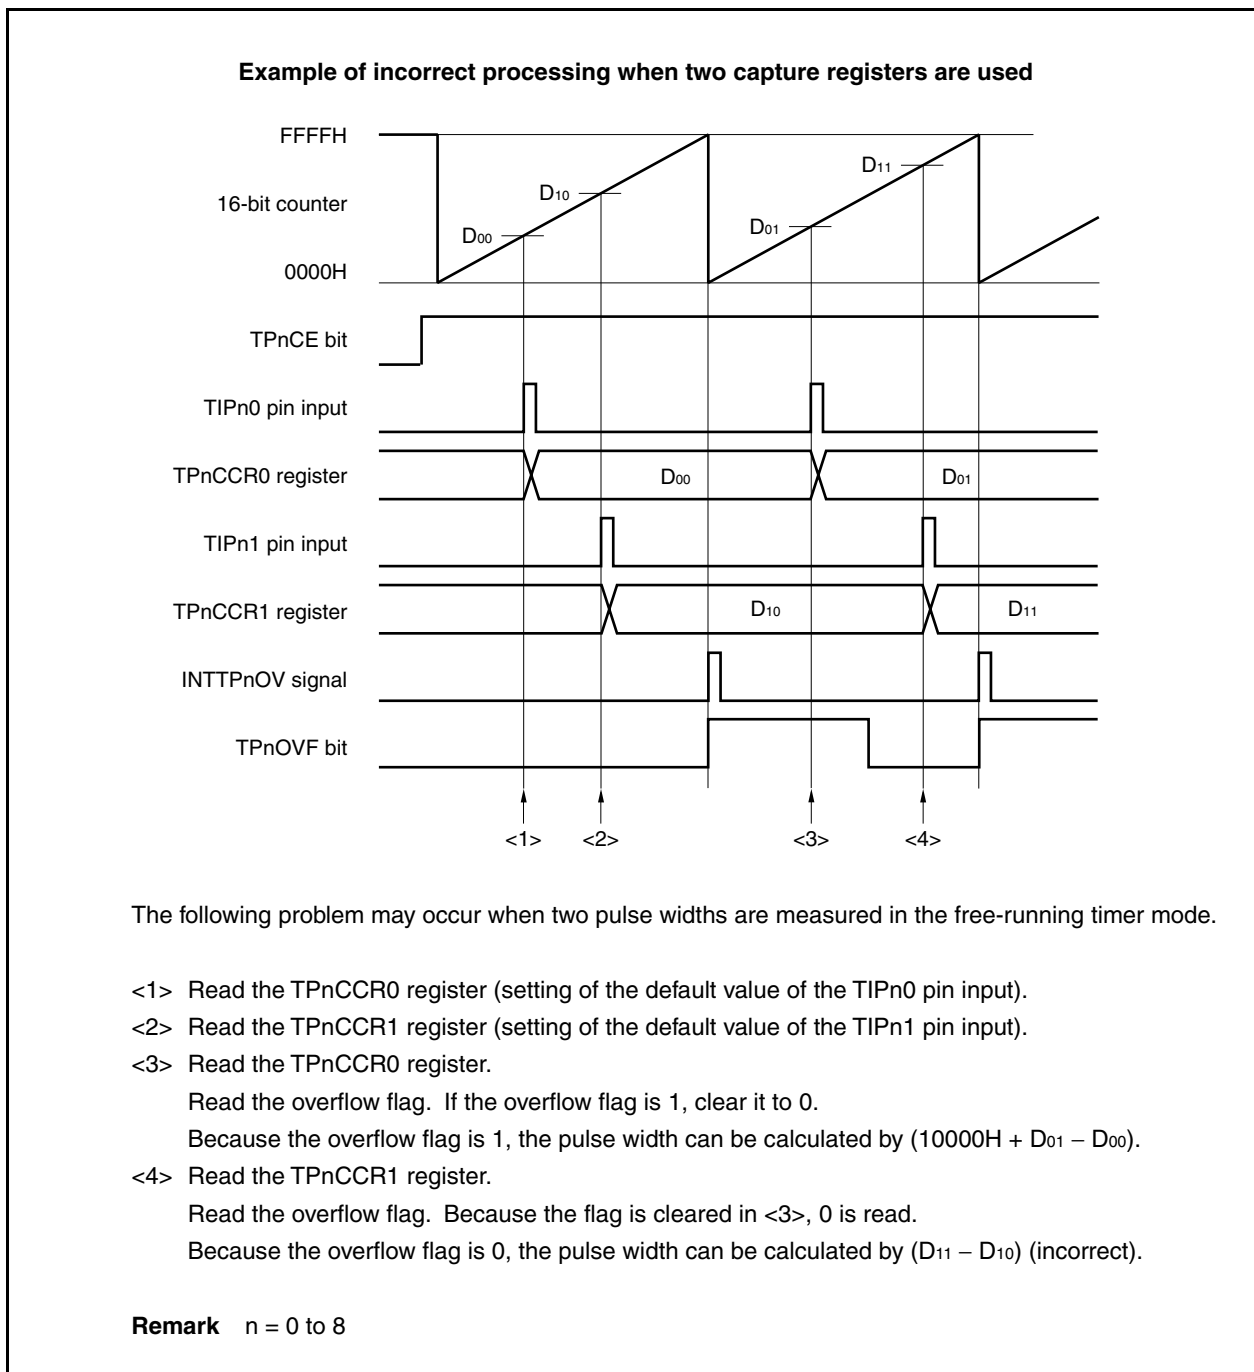 Example of incorrect processing when two capture registers are used
FFFFH
D11
D10
16-bit counter
D01
D00
0000H
TPnCE bit
TIPn0 pin input
TPnCCR0 register D00 D01
TIPn1 pin input
TPnCCR1 register D10 D11
INTTPnOV signal
TPnOVF bit
<1> <2> <3> <4>
The following problem may occur when two pulse widths are measured in the free-running timer mode.
<1> Read the TPnCCR0 register (setting of the default value of the TIPn0 pin input).
<2> Read the TPnCCR1 register (setting of the default value of the TIPn1 pin input).
<3> Read the TPnCCR0 register.
Read the overflow flag. If the overflow flag is 1, clear it to 0.
Because the overflow flag is 1, the pulse width can be calculated by (10000H + D01 − D00).
<4> Read the TPnCCR1 register.
Read the overflow flag. Because the flag is cleared in <3>, 0 is read.
Because the overflow flag is 0, the pulse width can be calculated by (D11 − D10) (incorrect).
Remark n = 0 to 8